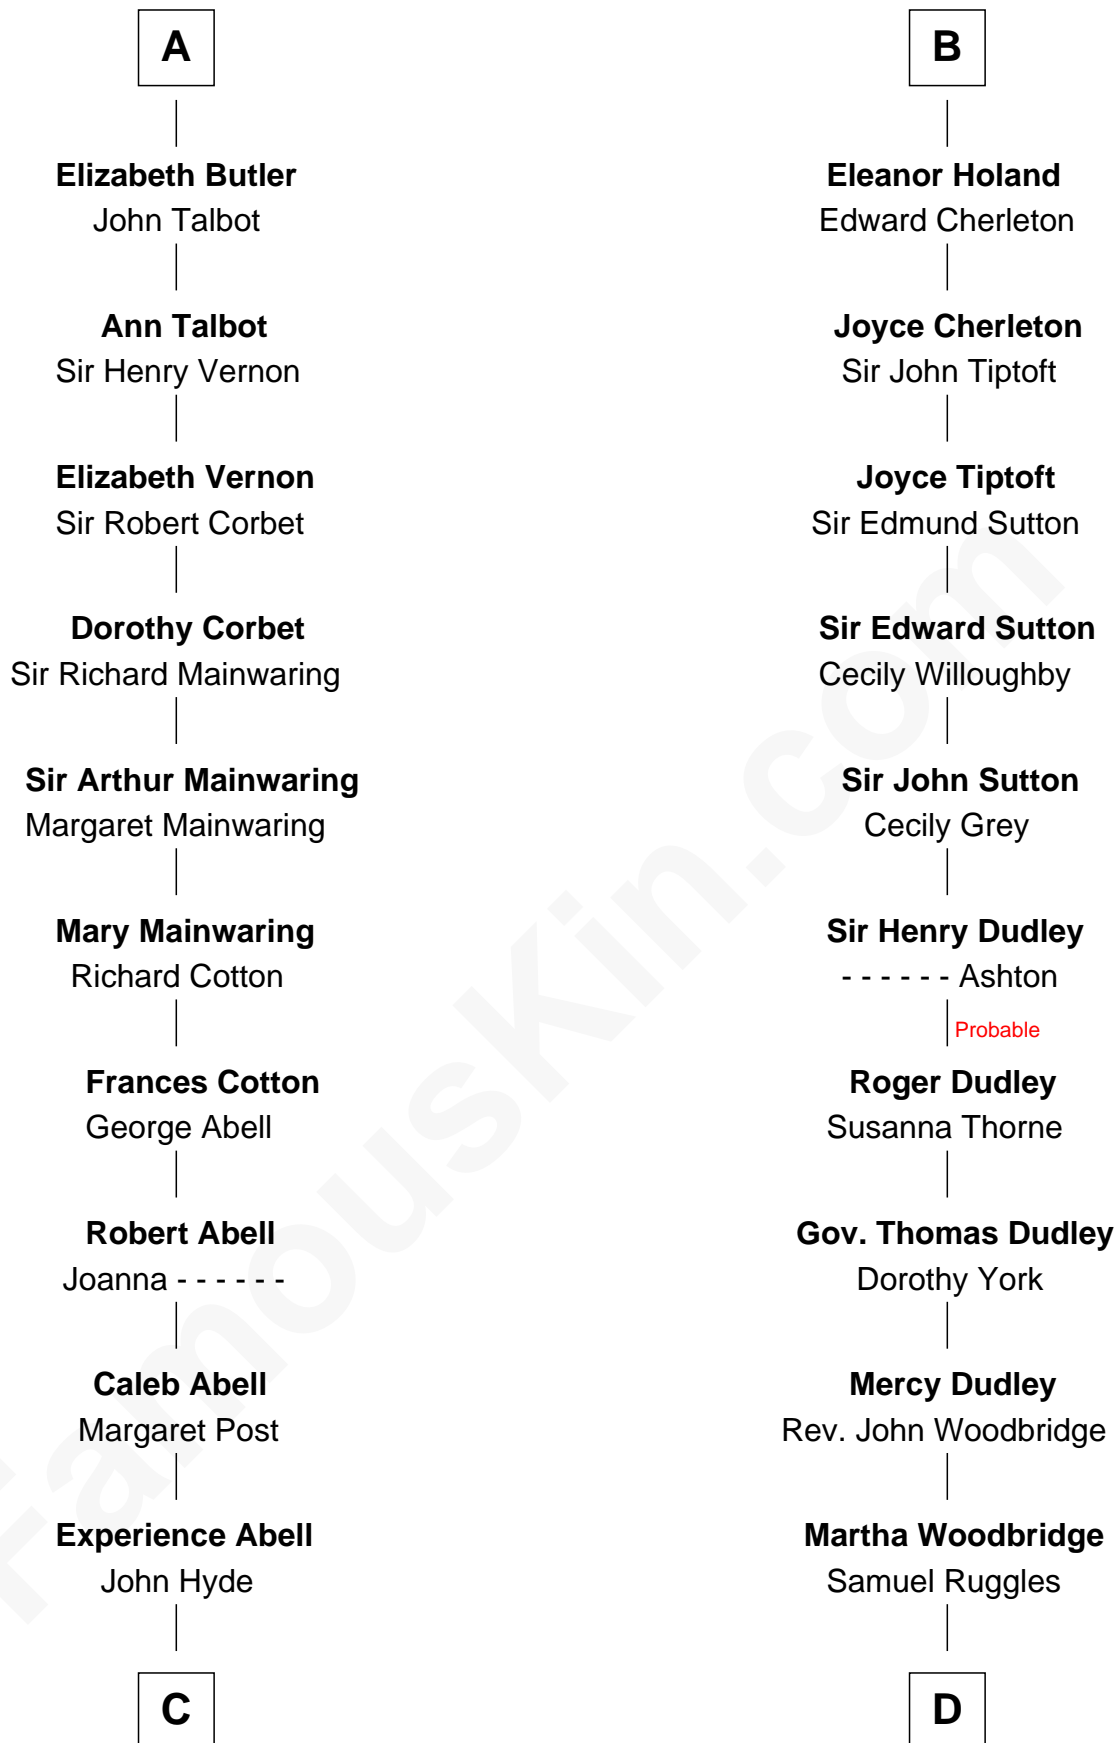 A
Elizabeth Butler
John Talbot
Ann Talbot
Sir Henry Vernon
Elizabeth Vernon
Sir Robert Corbet
Dorothy Corbet
Sir Richard Mainwaring
Sir Arthur Mainwaring
Margaret Mainwaring
Mary Mainwaring
Richard Cotton
Frances Cotton
George Abell
Robert Abell
Joanna - - - - - -
Caleb Abell
Margaret Post
Experience Abell
John Hyde
C
B
Eleanor Holand
Edward Cherleton
Joyce Cherleton
Sir John Tiptoft
Joyce Tiptoft
Sir Edmund Sutton
Sir Edward Sutton
Cecily Willoughby
Sir John Sutton
Cecily Grey
Sir Henry Dudley
- - - - - - Ashton
Probable
Roger Dudley
Susanna Thorne
Gov. Thomas Dudley
Dorothy York
Mercy Dudley
Rev. John Woodbridge
Martha Woodbridge
Samuel Ruggles
D
FamousKin.com